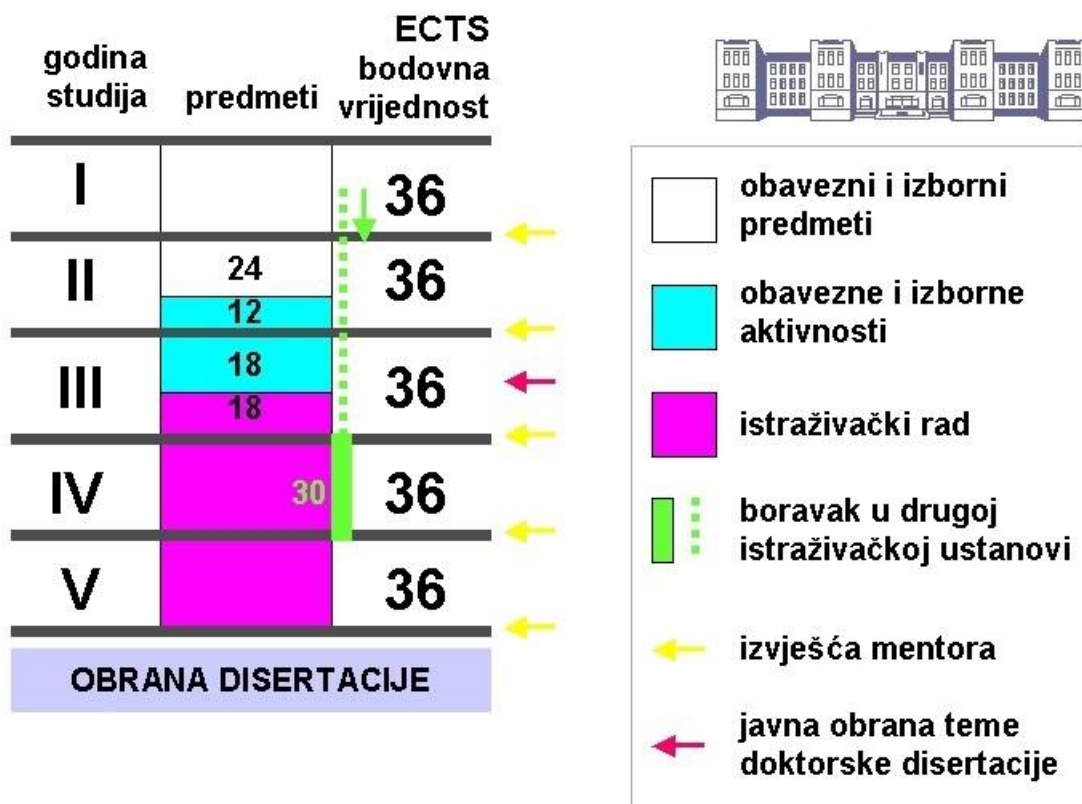 godina
studija
predmeti
ECTS
bodovna
vrijednost
I
36
II
24
12
36
III
18
18
36
IV
30
36
V
36
OBRANA DISERTACIJE
obavezni i izborni
predmeti
obavezne i izborne
aktivnosti
istraživački rad
boravak u drugoj
istraživačkoj ustanovi
izvješća mentora
javna obrana teme
doktorske disertacije